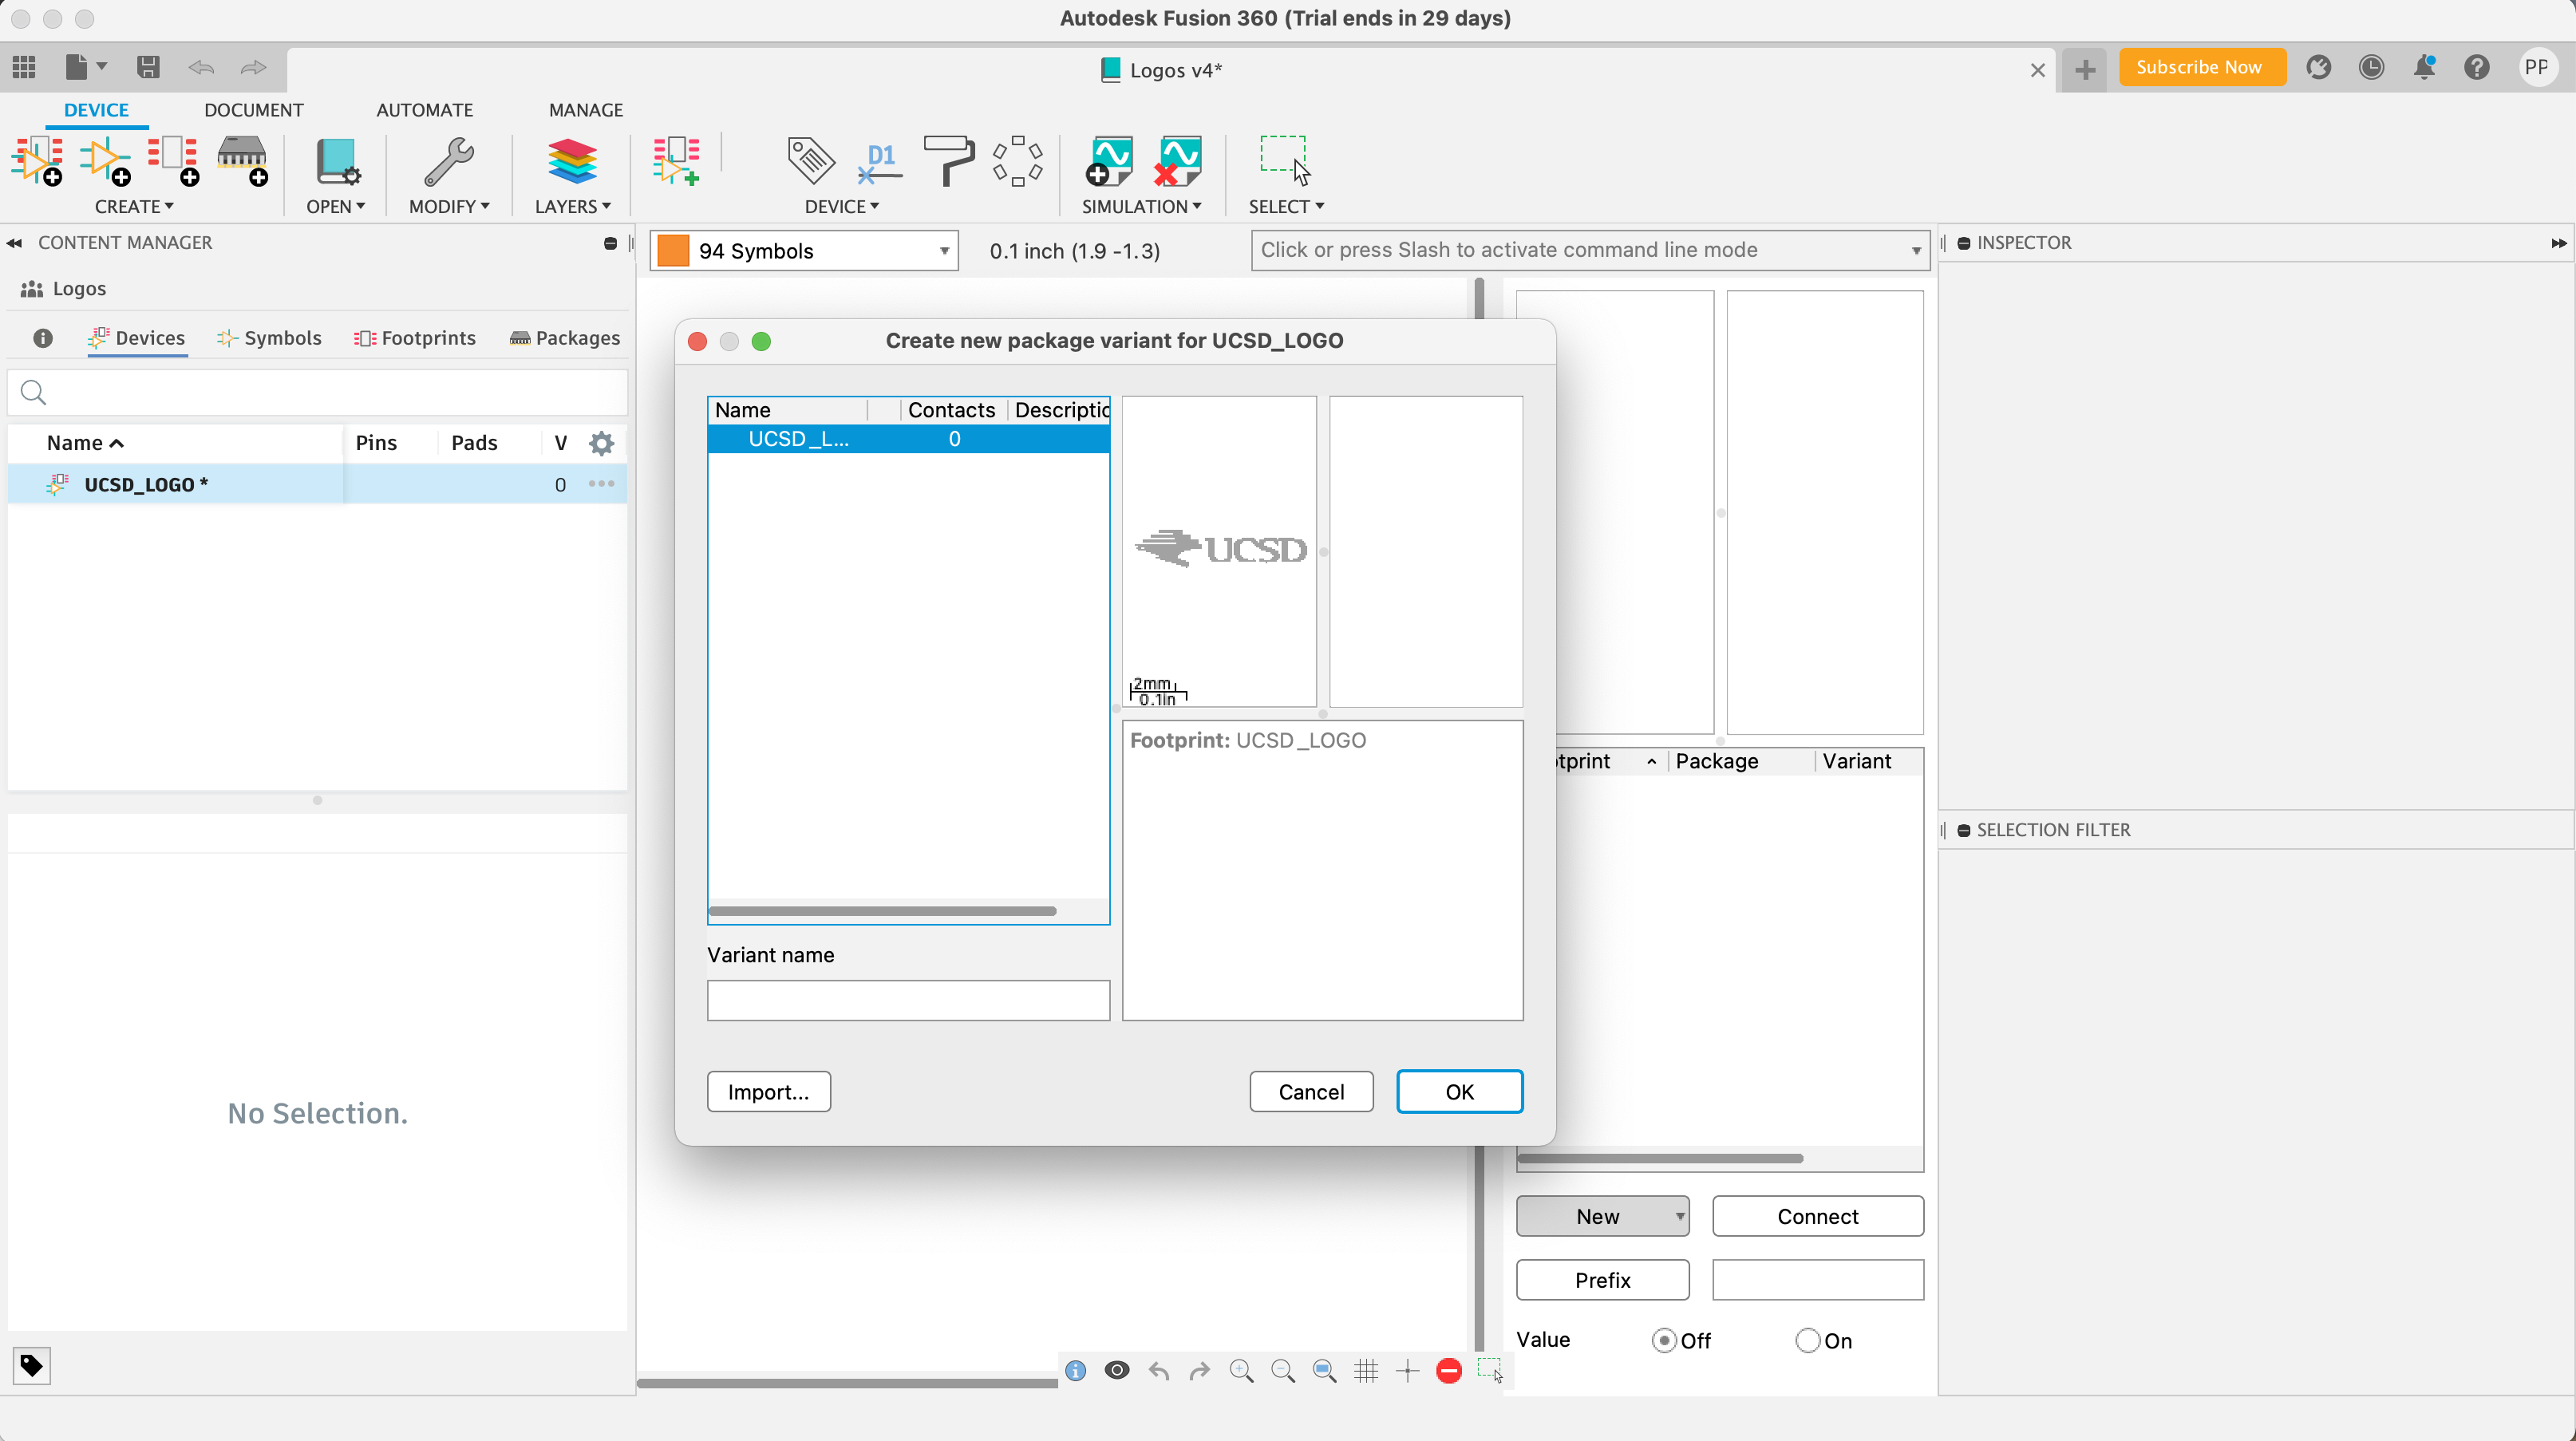 Autodesk Fusion 360 (Trial ends in 29 days)
Logos v4*
Subscribe Now
PP
DEVICE DOCUMENT AUTOMATE MANAGE
D1
CREATE OPEN MODIFY LAYERS DEVICE SIMULATION SELECT
CONTENT MANAGER
94 Symbols
0.1 inch (1.9 -1.3)
Click or press Slash to activate command line mode
INSPECTOR
Logos
Devices Symbols Footprints Packages
Name Pins Pads V
UCSD_LOGO * 0
No Selection.
Create new package variant for UCSD_LOGO
Name Contacts Descriptic
UCSD_L... 0
UCSD
2mm
0.1in
Footprint: UCSD_LOGO
Variant name
Import... Cancel OK
tprint Package Variant
New Connect
Prefix
Value Off On
SELECTION FILTER